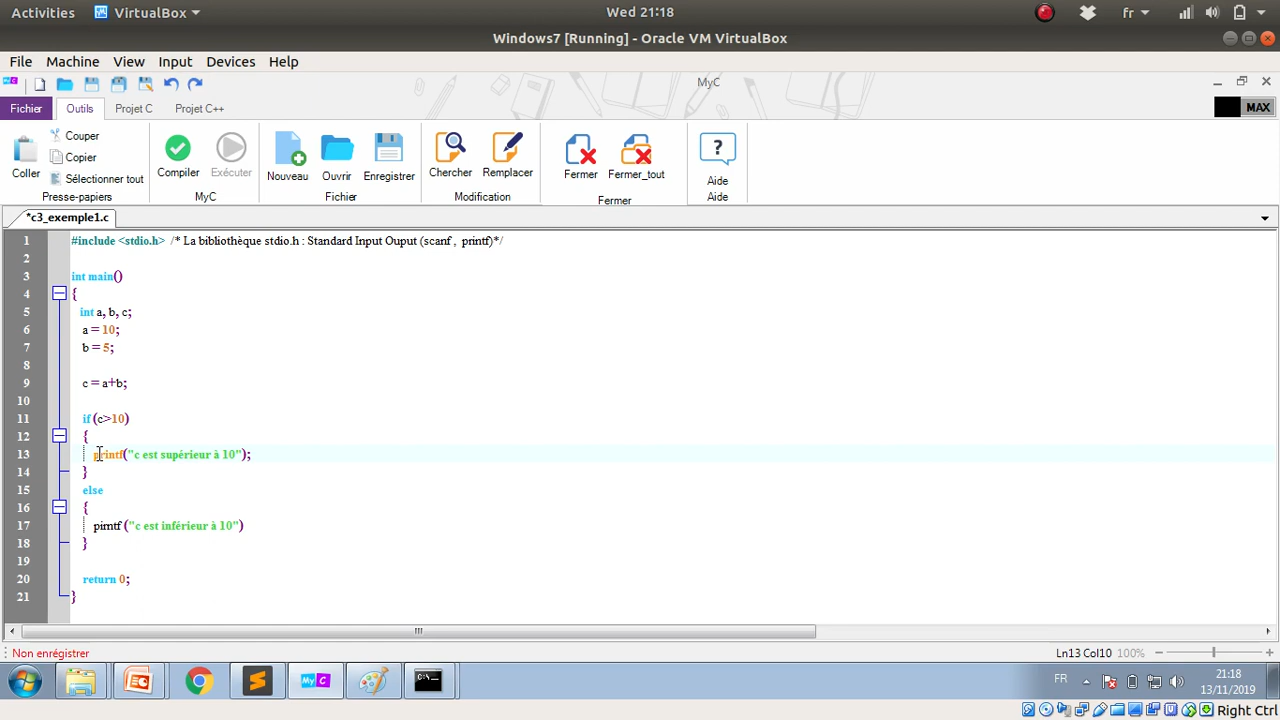 Activities VirtualBox Wed 21:18 fr
Windows7 [Running] - Oracle VM VirtualBox
File Machine View Input Devices Help
MyC MyC
Fichier Outils Projet C Projet C++ MAX
Coller Couper Copier Sélectionner tout Compiler Exécuter Nouveau Ouvrir Enregistrer Chercher Remplacer Fermer Fermer_tout ? Aide
Presse-papiers MyC Fichier Modification Fermer Aide
*c3_exemple1.c
1 #include <stdio.h> /* La bibliothèque stdio.h : Standard Input Ouput (scanf , printf)*/
2
3 int main()
4 {
5 int a, b, c;
6 a = 10;
7 b = 5;
8
9 c = a+b;
10
11 if (c>10)
12 {
13 printf("c est supérieur à 10");
14 }
15 else
16 {
17 pimtf ("c est inférieur à 10")
18 }
19
20 return 0;
21 }
Non enrégistrer Ln13 Col10 100%
MyC C:\ FR 21:18
13/11/2019
Right Ctrl